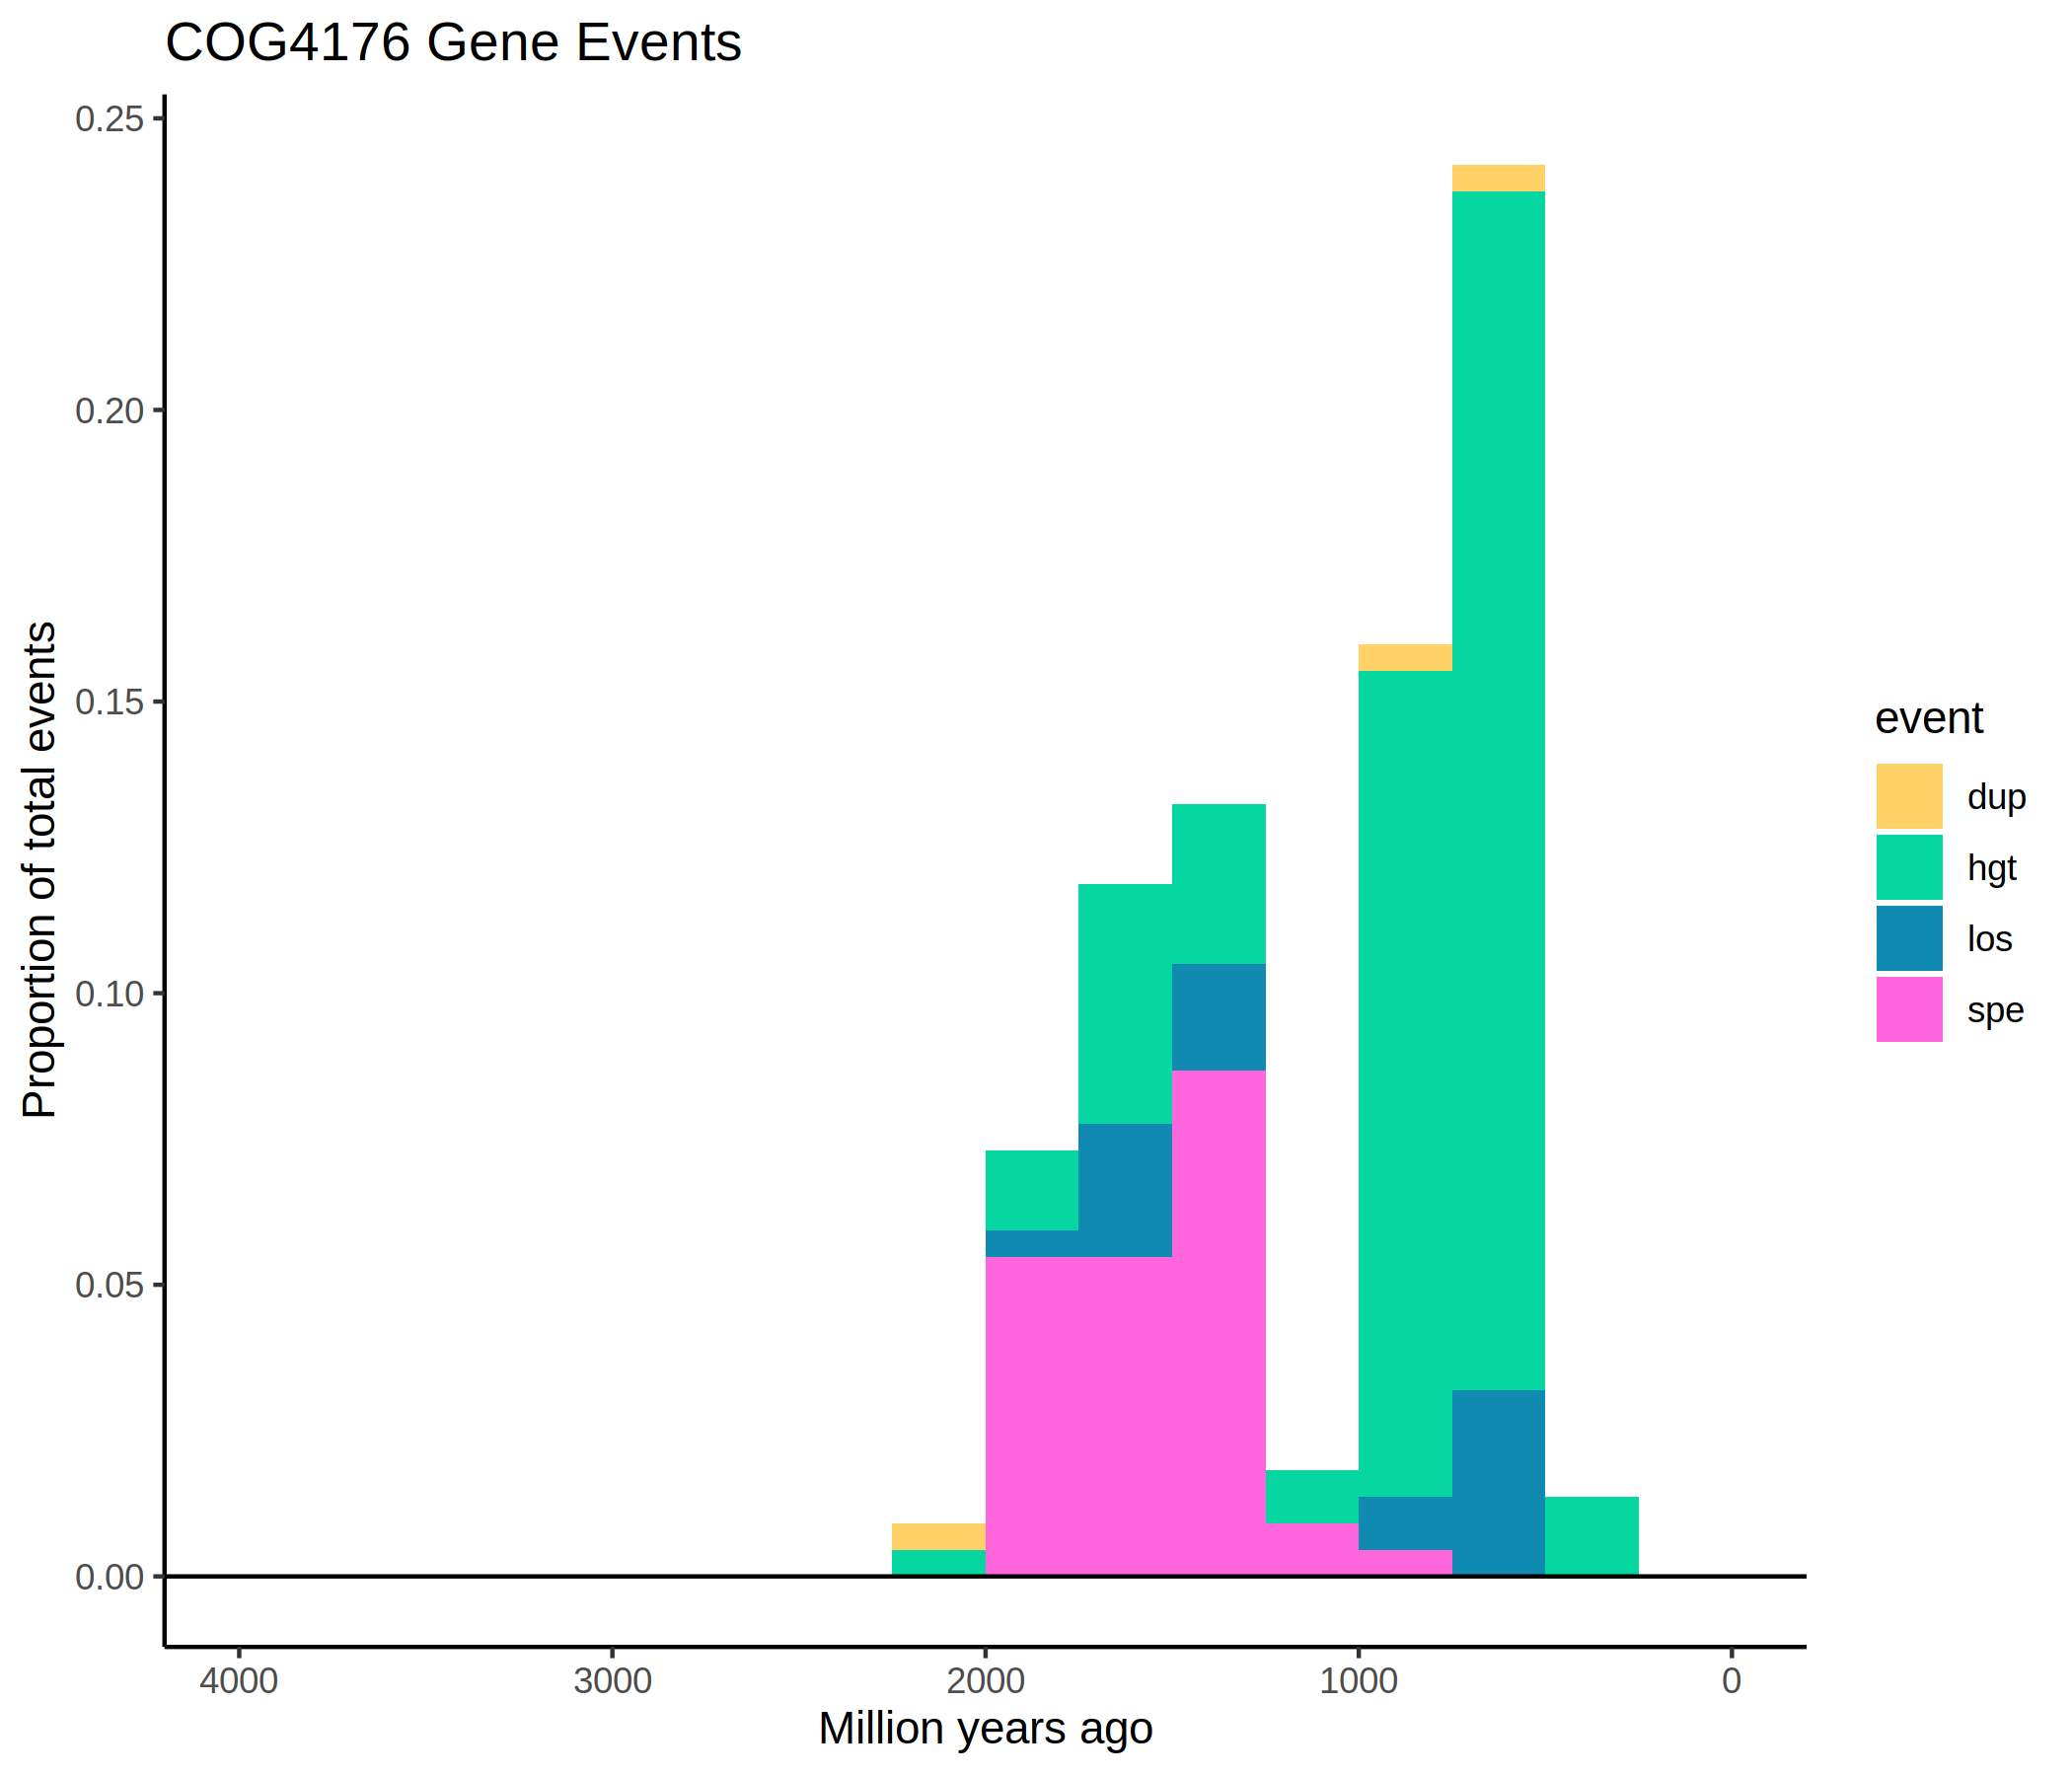 COG4176 Gene Events
Proportion of total events
0.25
0.20
0.15
0.10
0.05
0.00
4000 3000 2000 1000 0
Million years ago
event
dup
hgt
los
spe